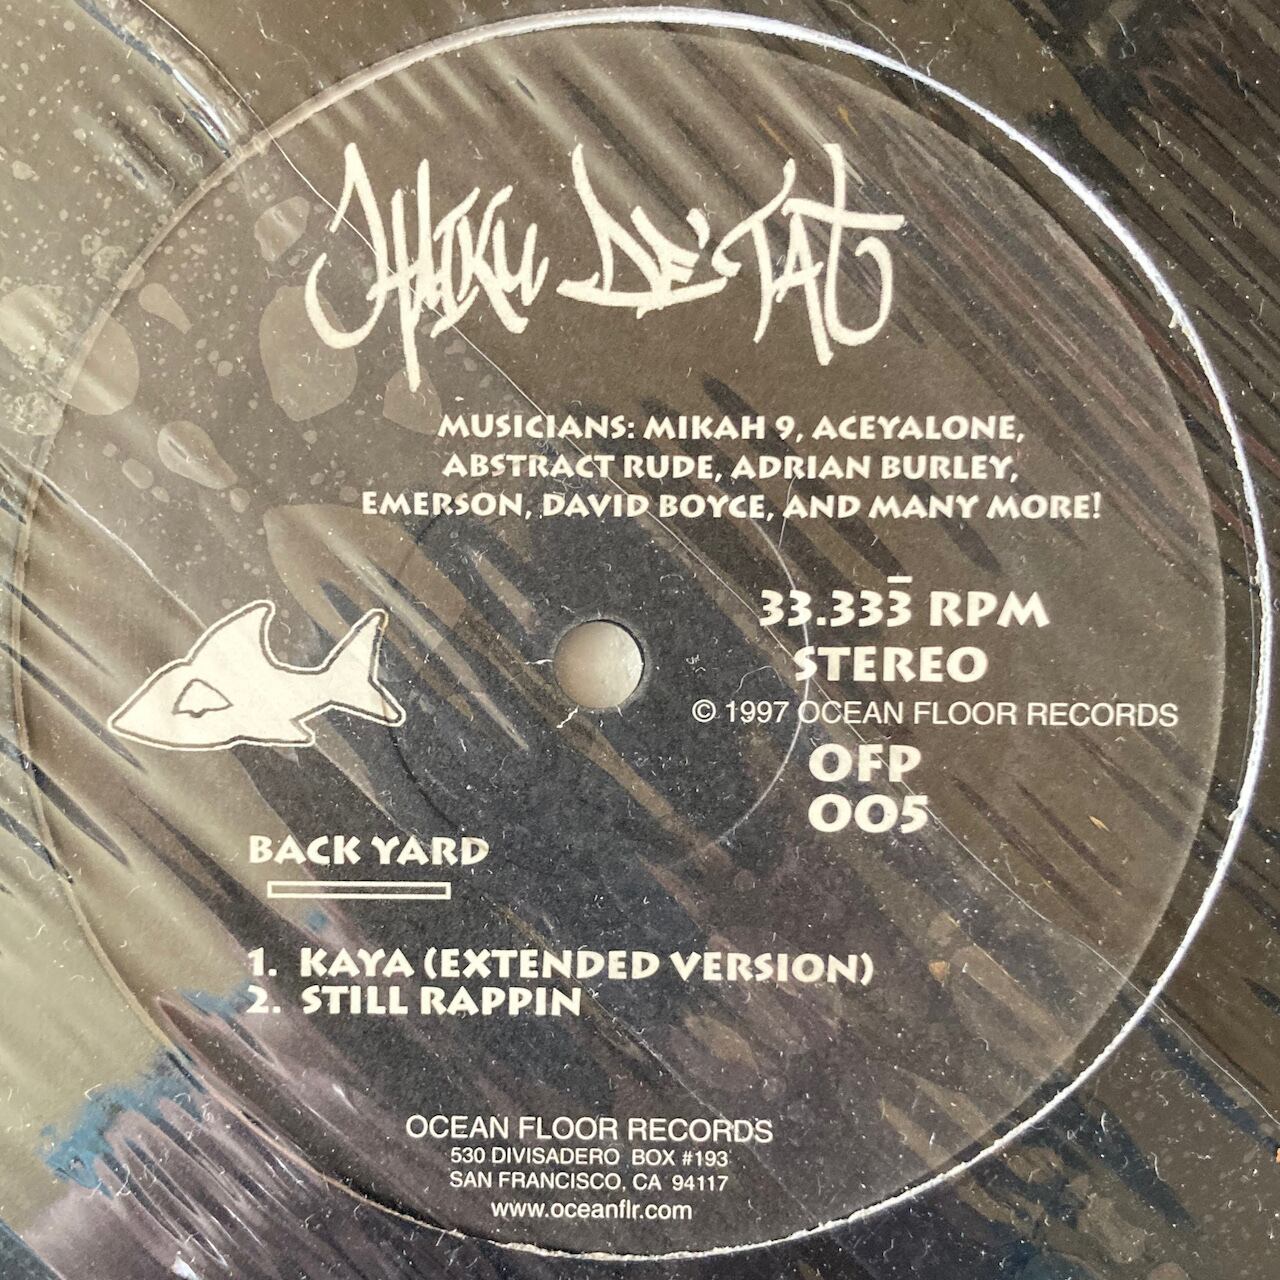 HAIKU DE'TAT
MUSICIANS: MIKAH 9, ACEYALONE,
ABSTRACT RUDE, ADRIAN BURLEY,
EMERSON, DAVID BOYCE, AND MANY MORE!
33.333̅ RPM
STEREO
© 1997 OCEAN FLOOR RECORDS
OFP
005
BACK YARD
1. KAYA (EXTENDED VERSION)
2. STILL RAPPIN
OCEAN FLOOR RECORDS
530 DIVISADERO BOX #193
SAN FRANCISCO, CA 94117
www.oceanflr.com